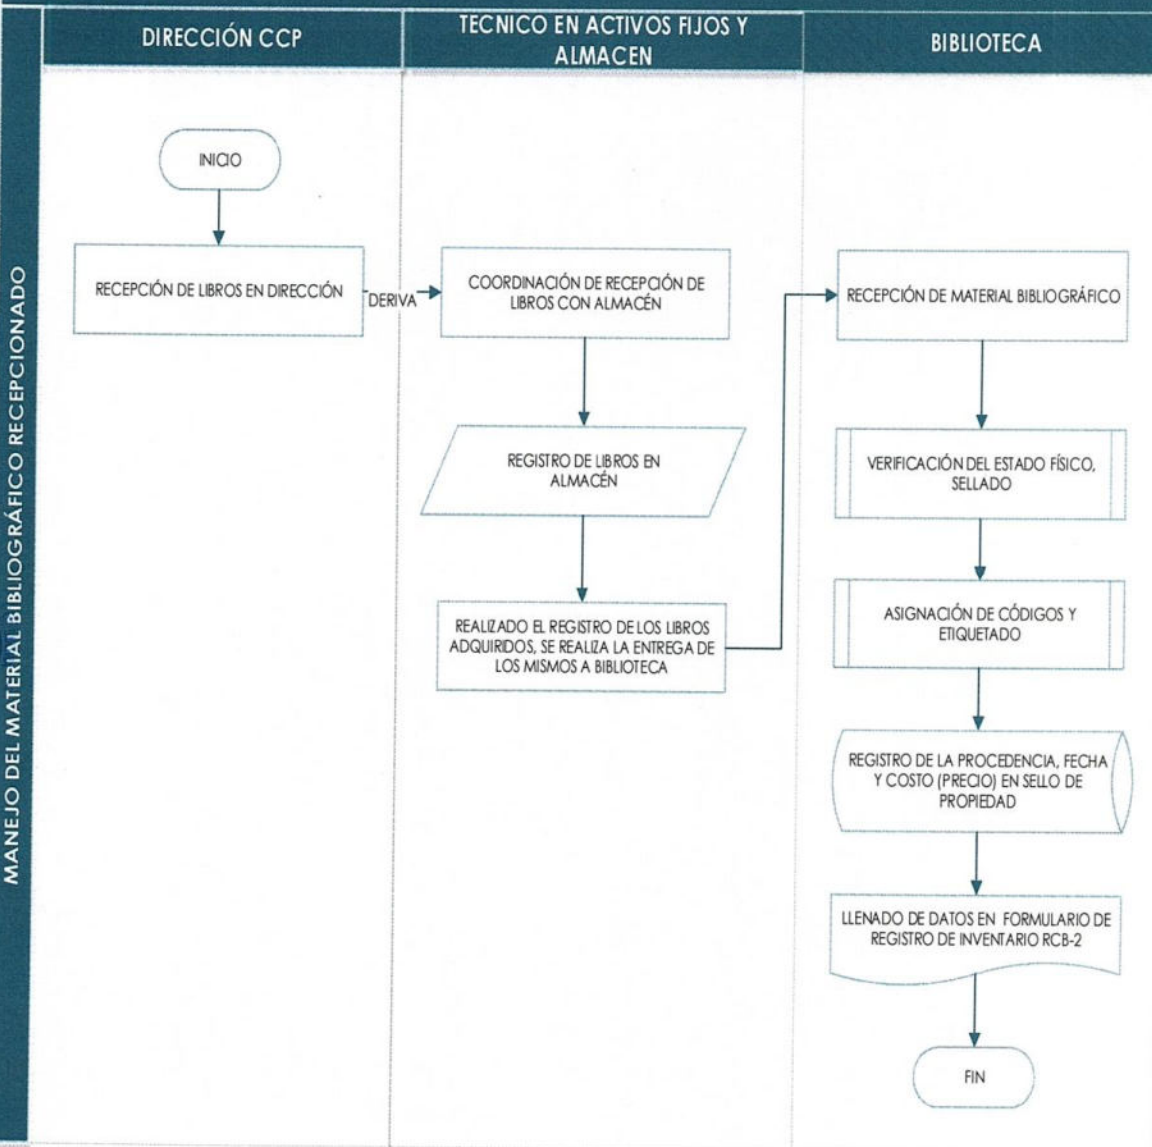 DIRECCIÓN CCP
TECNICO EN ACTIVOS FIJOS Y
ALMACEN
BIBLIOTECA
MANEJO DEL MATERIAL BIBLIOGRÁFICO RECEPCIONADO
INICIO
RECEPCIÓN DE LIBROS EN DIRECCIÓN
DERIVA
COORDINACIÓN DE RECEPCIÓN DE
LIBROS CON ALMACÉN
REGISTRO DE LIBROS EN
ALMACÉN
REALIZADO EL REGISTRO DE LOS LIBROS
ADQUIRIDOS, SE REALIZA LA ENTREGA DE
LOS MISMOS A BIBLIOTECA
RECEPCIÓN DE MATERIAL BIBLIOGRÁFICO
VERIFICACIÓN DEL ESTADO FÍSICO,
SELLADO
ASIGNACIÓN DE CÓDIGOS Y
ETIQUETADO
REGISTRO DE LA PROCEDENCIA, FECHA
Y COSTO (PRECIO) EN SELLO DE
PROPIEDAD
LLENADO DE DATOS EN FORMULARIO DE
REGISTRO DE INVENTARIO RCB-2
FIN